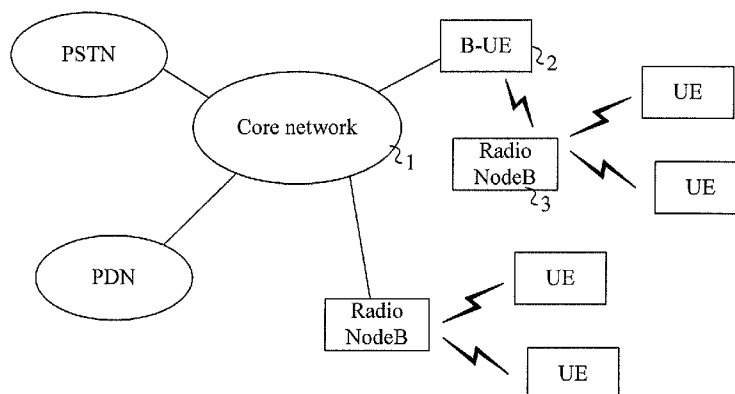 PSTN
B-UE
2
UE
Core network
1
Radio
NodeB
3
UE
PDN
UE
Radio
NodeB
UE